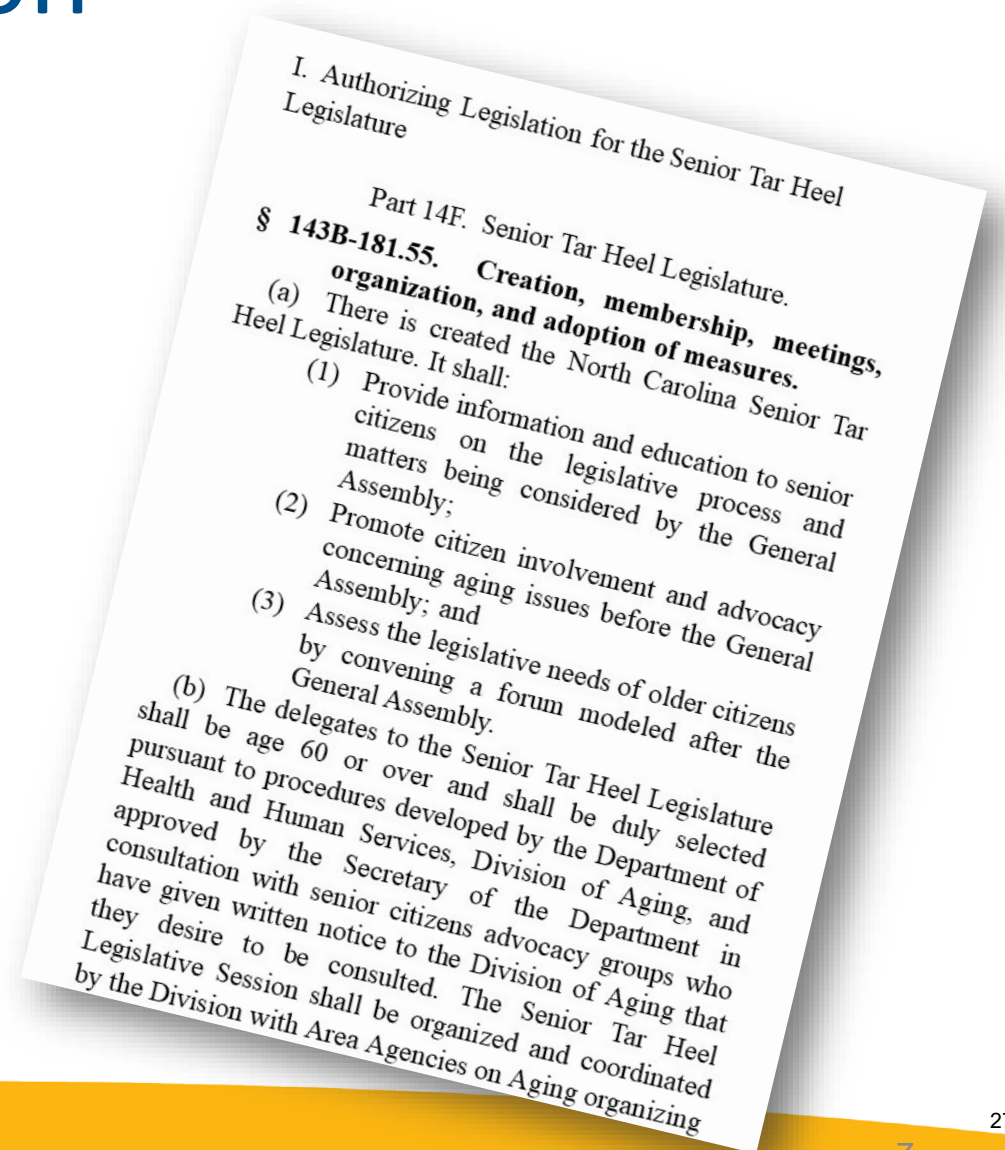 I. Authorizing Legislation for the Senior Tar Heel
Legislature
Part 14F. Senior Tar Heel Legislature.
§ 143B-181.55. Creation, membership, meetings,
organization, and adoption of measures.
(a) There is created the North Carolina Senior Tar
Heel Legislature. It shall:
(1) Provide information and education to senior
citizens on the legislative process and
matters being considered by the General
Assembly;
(2) Promote citizen involvement and advocacy
concerning aging issues before the General
Assembly; and
(3) Assess the legislative needs of older citizens
by convening a forum modeled after the
General Assembly.
(b) The delegates to the Senior Tar Heel Legislature
shall be age 60 or over and shall be duly selected
pursuant to procedures developed by the Department of
Health and Human Services, Division of Aging, and
approved by the Secretary of the Department in
consultation with senior citizens advocacy groups who
have given written notice to the Division of Aging that
they desire to be consulted. The Senior Tar Heel
Legislative Session shall be organized and coordinated
by the Division with Area Agencies on Aging organizing
27